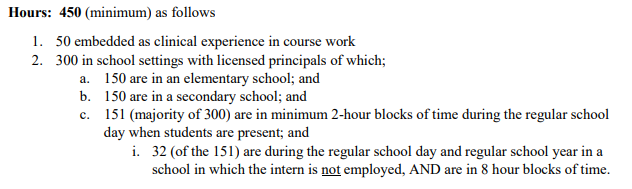 Hours: 450 (minimum) as follows
1. 50 embedded as clinical experience in course work
2. 300 in school settings with licensed principals of which;
a. 150 are in an elementary school; and
b. 150 are in a secondary school; and
c. 151 (majority of 300) are in minimum 2-hour blocks of time during the regular school
day when students are present; and
i. 32 (of the 151) are during the regular school day and regular school year in a
school in which the intern is not employed, AND are in 8 hour blocks of time.